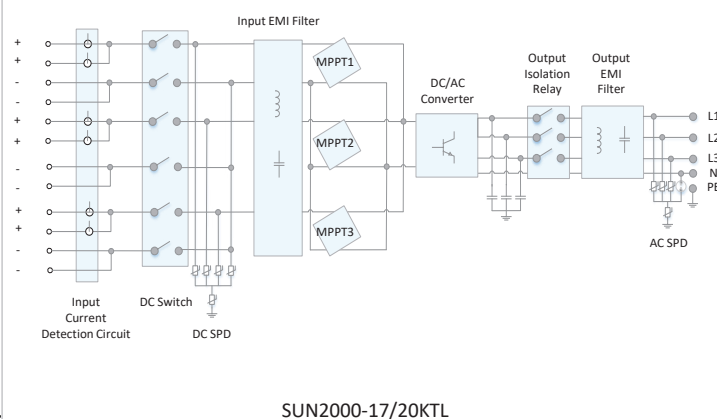 Input EMI Filter
+
+
-
-
+
+
-
-
+
+
-
-
MPPT1
MPPT2
MPPT3
DC/AC
Converter
Output
Isolation
Relay
Output
EMI
Filter
L1
L2
L3
N
PE
AC SPD
Input
Current
Detection Circuit
DC Switch
DC SPD
SUN2000-17/20KTL